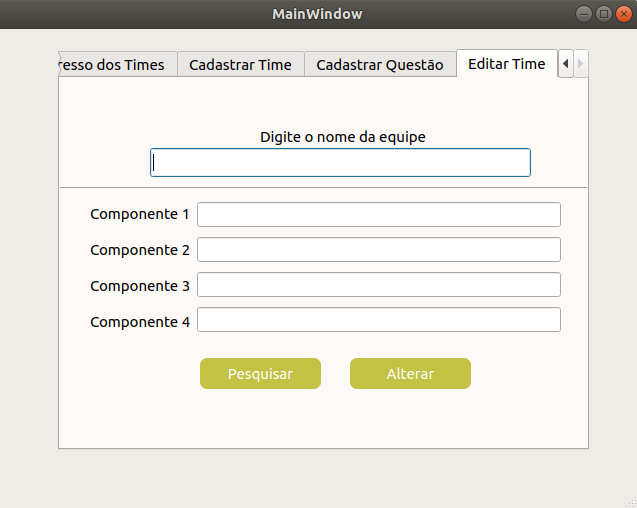 MainWindow
resso dos Times Cadastrar Time Cadastrar Questão Editar Time
Digite o nome da equipe
Componente 1
Componente 2
Componente 3
Componente 4
Pesquisar Alterar